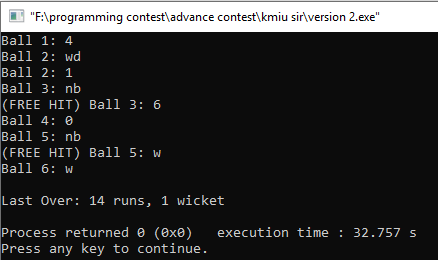 "F:\programming contest\advance contest\kmiu sir\version 2.exe"
Ball 1: 4
Ball 2: wd
Ball 2: 1
Ball 3: nb
(FREE HIT) Ball 3: 6
Ball 4: 0
Ball 5: nb
(FREE HIT) Ball 5: w
Ball 6: w
Last Over: 14 runs, 1 wicket
Process returned 0 (0x0)   execution time : 32.757 s
Press any key to continue.